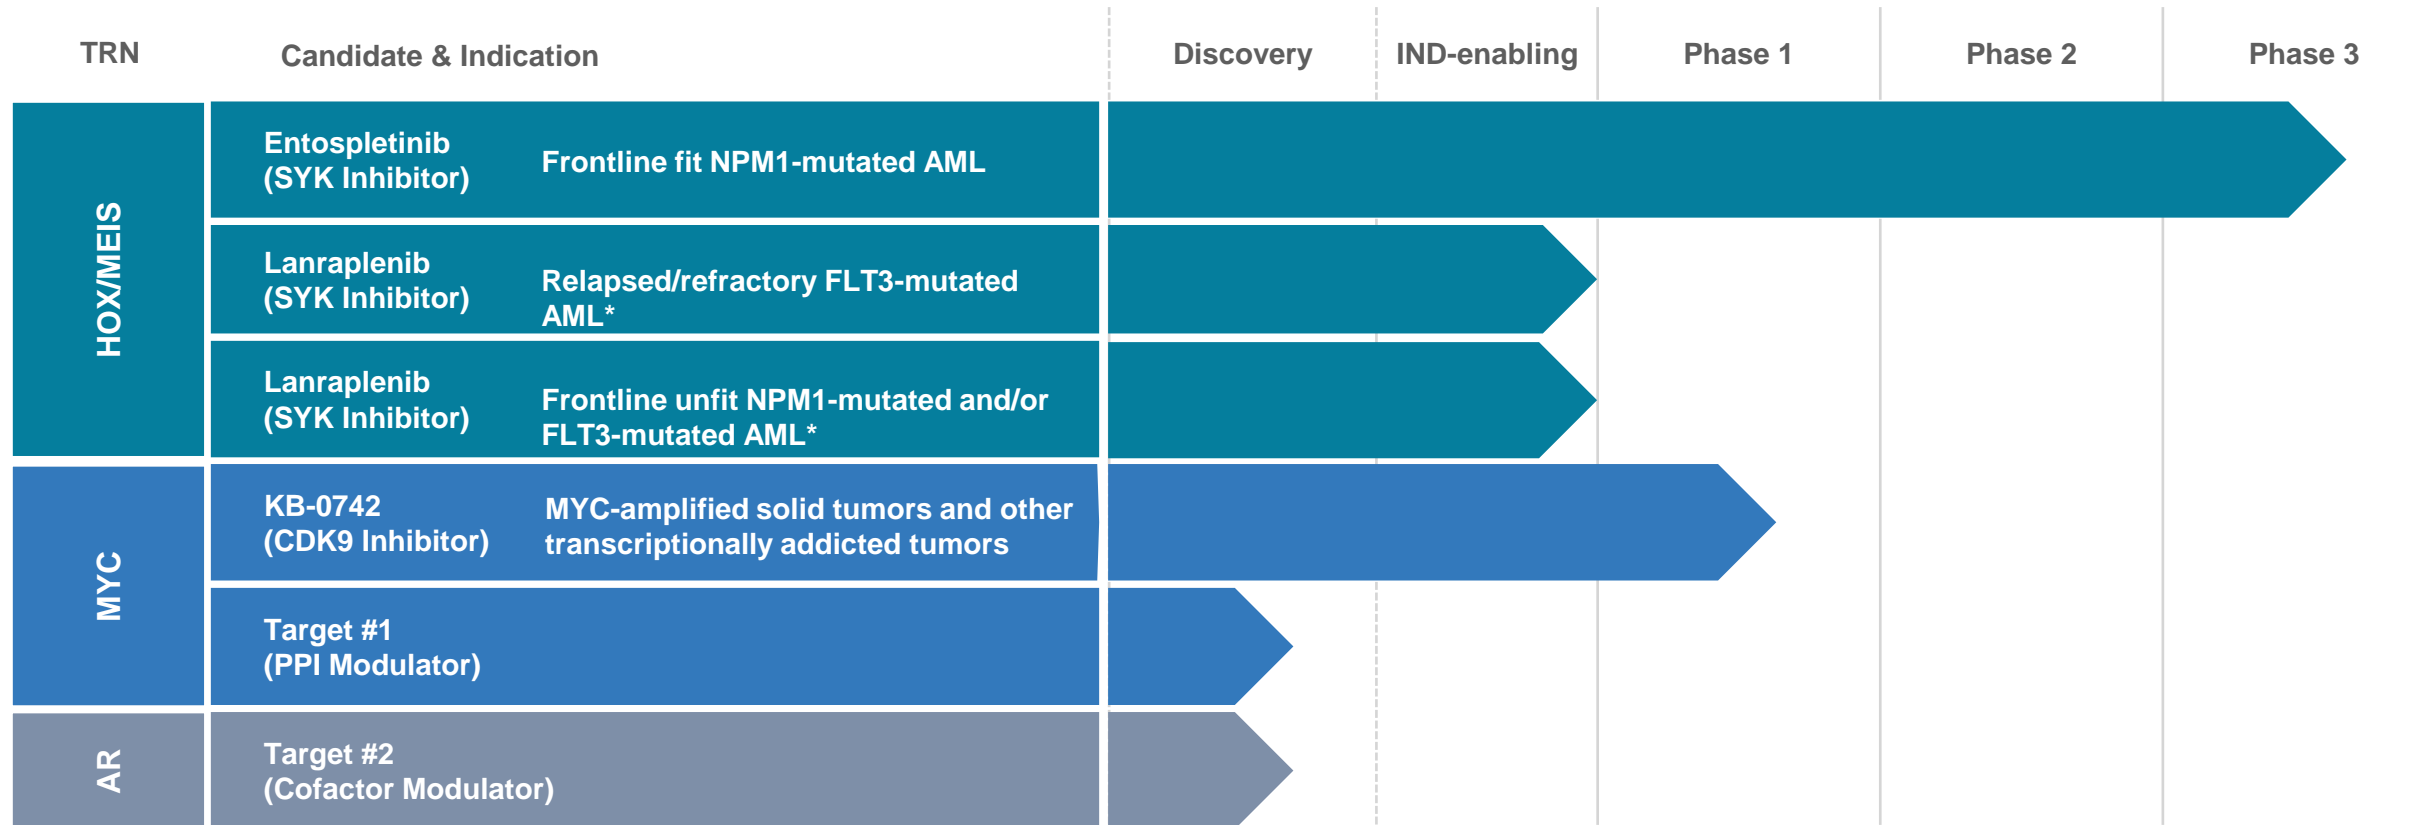 TRN
Candidate & Indication
Discovery
IND-enabling
Phase 1
Phase 2
Phase 3
HOX/MEIS
Entospletinib
(SYK Inhibitor)
Frontline fit NPM1-mutated AML
Lanraplenib
(SYK Inhibitor)
Relapsed/refractory FLT3-mutated
AML*
Lanraplenib
(SYK Inhibitor)
Frontline unfit NPM1-mutated and/or
FLT3-mutated AML*
MYC
KB-0742
(CDK9 Inhibitor)
MYC-amplified solid tumors and other
transcriptionally addicted tumors
Target #1
(PPI Modulator)
AR
Target #2
(Cofactor Modulator)